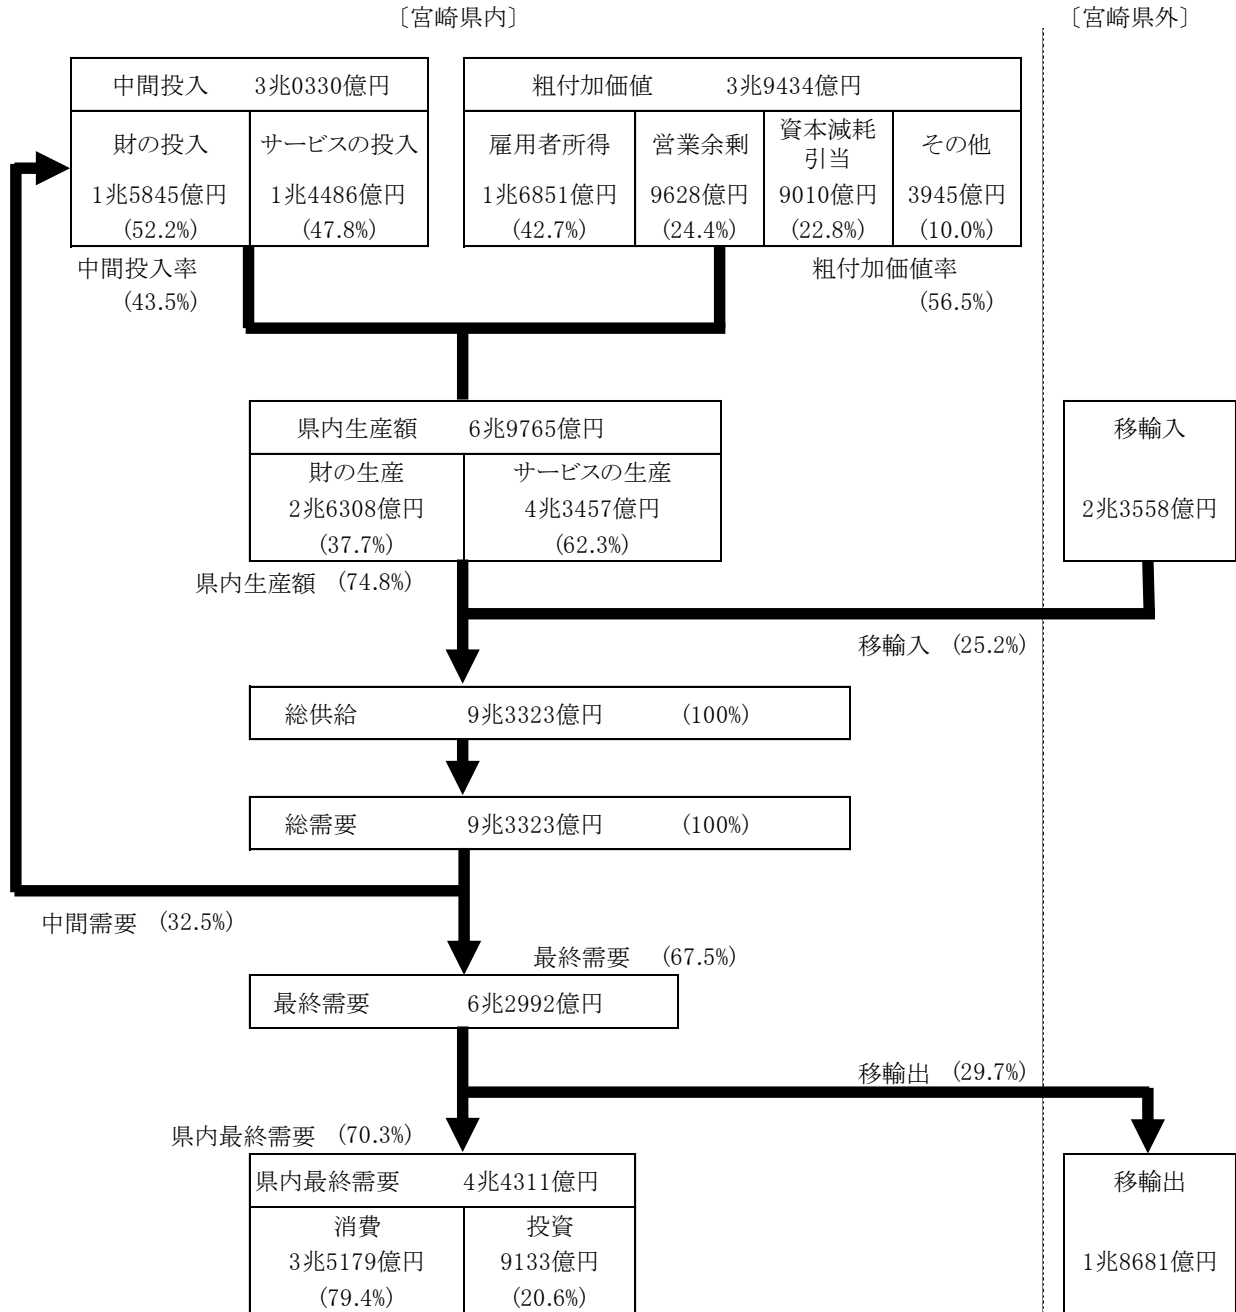 〔宮崎県内〕
〔宮崎県外〕
中間投入 3兆0330億円
粗付加価値 3兆9434億円
財の投入
1兆5845億円
(52.2%)
サービスの投入
1兆4486億円
(47.8%)
雇用者所得
1兆6851億円
(42.7%)
営業余剰
9628億円
(24.4%)
資本減耗
引当
9010億円
(22.8%)
その他
3945億円
(10.0%)
中間投入率
(43.5%)
粗付加価値率
(56.5%)
県内生産額 6兆9765億円
財の生産
2兆6308億円
(37.7%)
サービスの生産
4兆3457億円
(62.3%)
移輸入
2兆3558億円
県内生産額 (74.8%)
移輸入 (25.2%)
総供給 9兆3323億円 (100%)
総需要 9兆3323億円 (100%)
中間需要 (32.5%)
最終需要 (67.5%)
最終需要 6兆2992億円
移輸出 (29.7%)
県内最終需要 (70.3%)
県内最終需要 4兆4311億円
消費
3兆5179億円
(79.4%)
投資
9133億円
(20.6%)
移輸出
1兆8681億円